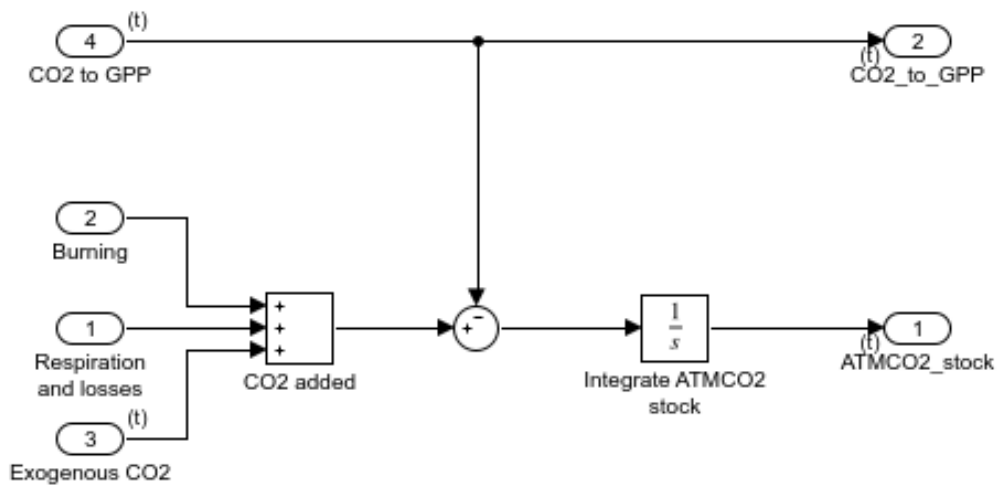 (t)
4
2
CO2 to GPP
(t)
CO2_to_GPP
2
Burning
+
+
+
1
+
−
1
s
1
Respiration
and losses
CO2 added
Integrate ATMCO2
stock
(t)
ATMCO2_stock
(t)
3
Exogenous CO2